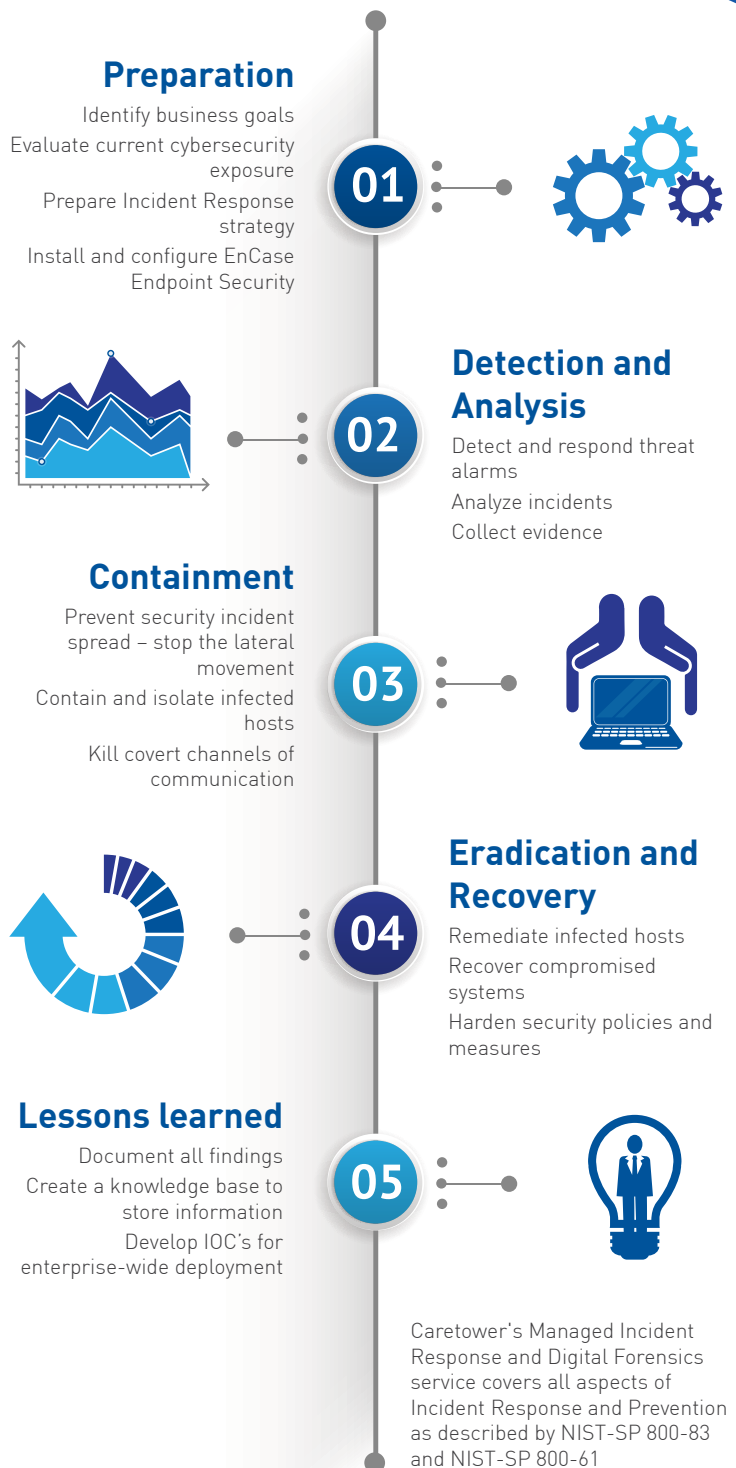 Preparation
Identify business goals
Evaluate current cybersecurity
exposure
Prepare Incident Response
strategy
Install and configure EnCase
Endpoint Security
01
02
Detection and
Analysis
Detect and respond threat
alarms
Analyze incidents
Collect evidence
Containment
Prevent security incident
spread – stop the lateral
movement
Contain and isolate infected
hosts
Kill covert channels of
communication
03
04
Eradication and
Recovery
Remediate infected hosts
Recover compromised
systems
Harden security policies and
measures
Lessons learned
Document all findings
Create a knowledge base to
store information
Develop IOC's for
enterprise-wide deployment
05
Caretower's Managed Incident
Response and Digital Forensics
service covers all aspects of
Incident Response and Prevention
as described by NIST-SP 800-83
and NIST-SP 800-61